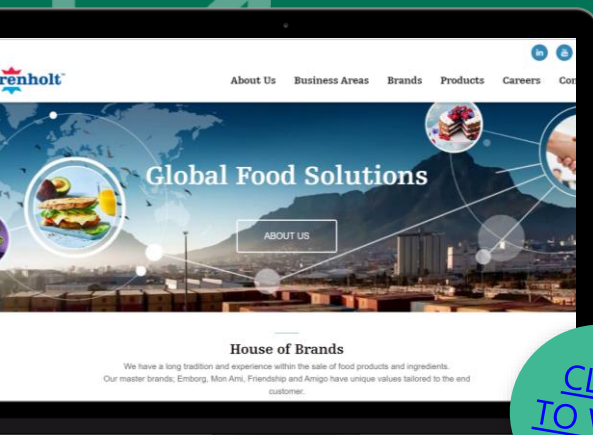 renholt
in
About Us Business Areas Brands Products Careers
Global Food Solutions
ABOUT US
House of Brands
We have a long tradition and experience within the sale of food products and ingredients.
Our master brands; Emborg, Mon Ami, Friendship and Amigo have unique values tailored to the end
customer.
TO